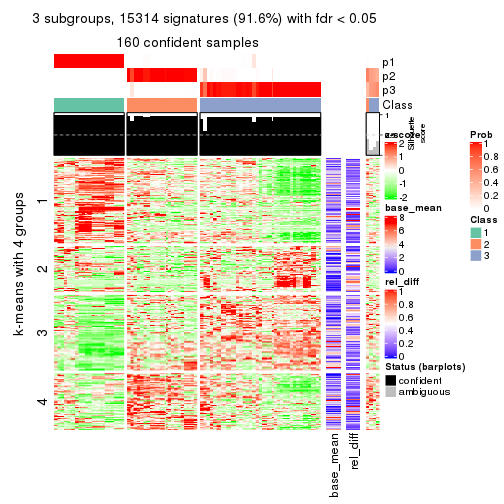 3 subgroups, 15314 signatures (91.6%) with fdr < 0.05
160 confident samples
p1
p2
p3
Class
1
Silhouette
score
z-score
2
1
0
-1
-2
Prob
1
0.8
0.6
0.4
0.2
0
base_mean
8
6
4
2
0
Class
1
2
3
rel_diff
1
0.8
0.6
0.4
0.2
0
Status (barplots)
confident
ambiguous
k-means with 4 groups
1
2
3
4
base_mean
rel_diff